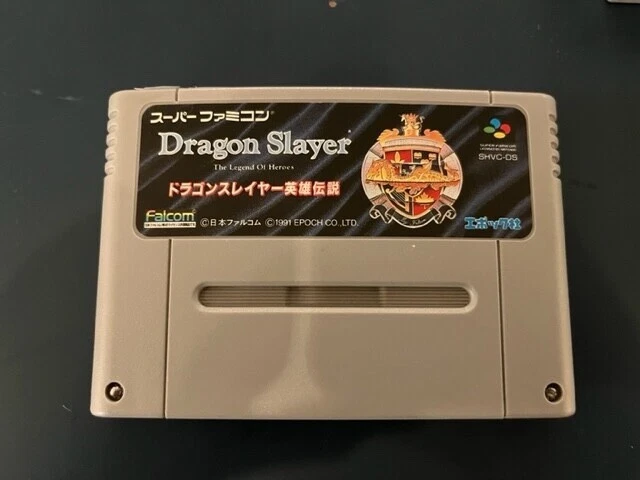 スーパーファミコン
Dragon Slayer
The Legend Of Heroes
ドラゴンスレイヤー英雄伝説
SHVC-DS
Falcom
©日本ファルコム ©1991 EPOCH CO.,LTD.
エポック社